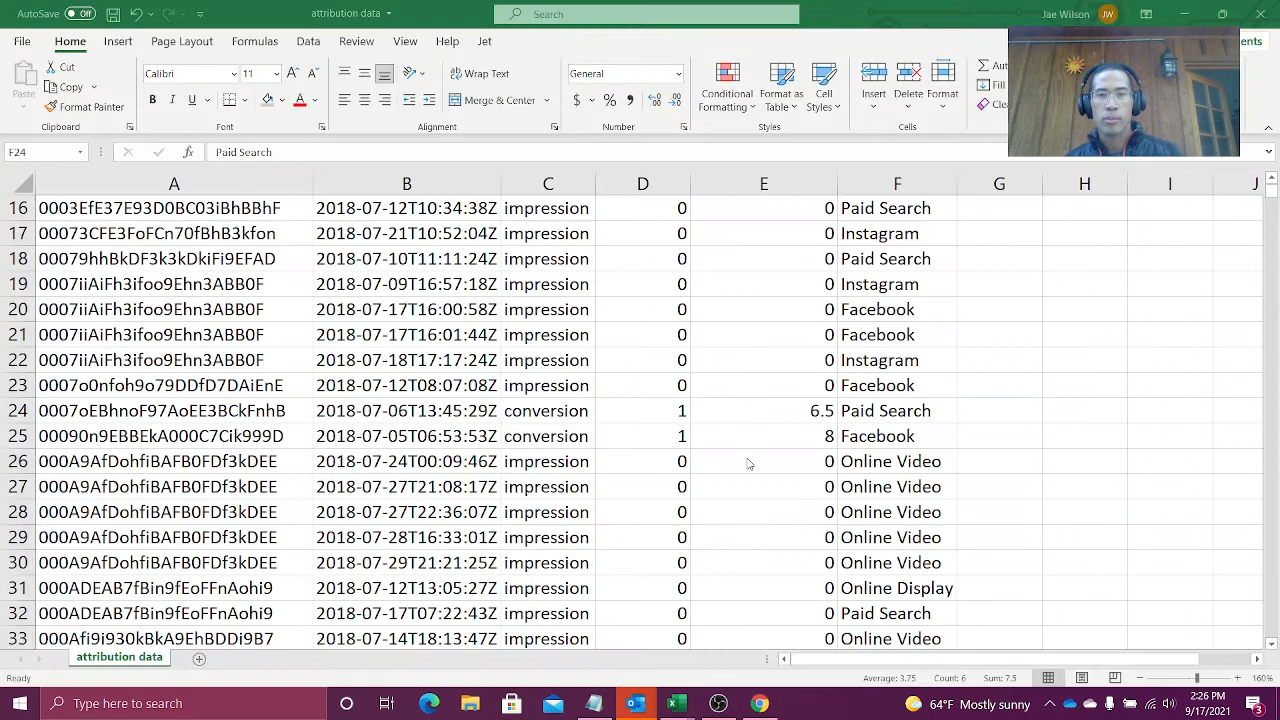 AutoSave Off attribution data Search Jae Wilson JW
File Home Insert Page Layout Formulas Data Review View Help Jet ents
Paste Cut Copy Format Painter Clipboard
Calibri 11 B I U A Font
Wrap Text Merge & Center Alignment
General $ % Number
Conditional Formatting Format as Table Cell Styles Styles
Insert Delete Format Cells
F24 fx Paid Search
A B C D E F G H I J
16 0003EfE37E93D0BC03iBhBBhF 2018-07-12T10:34:38Z impression 0 0 Paid Search
17 00073CFE3FoFCn70fBhB3kfon 2018-07-21T10:52:04Z impression 0 0 Instagram
18 00079hhBkDF3k3kDkiFi9EFAD 2018-07-10T11:11:24Z impression 0 0 Paid Search
19 0007iiAiFh3ifoo9Ehn3ABB0F 2018-07-09T16:57:18Z impression 0 0 Instagram
20 0007iiAiFh3ifoo9Ehn3ABB0F 2018-07-17T16:00:58Z impression 0 0 Facebook
21 0007iiAiFh3ifoo9Ehn3ABB0F 2018-07-17T16:01:44Z impression 0 0 Facebook
22 0007iiAiFh3ifoo9Ehn3ABB0F 2018-07-18T17:17:24Z impression 0 0 Instagram
23 0007o0nfoh9o79DDfD7DAiEnE 2018-07-12T08:07:08Z impression 0 0 Facebook
24 0007oEBhnoF97AoEE3BCkFnhB 2018-07-06T13:45:29Z conversion 1 6.5 Paid Search
25 00090n9EBBEkA000C7Cik999D 2018-07-05T06:53:53Z conversion 1 8 Facebook
26 000A9AfDohfiBAFB0FDf3kDEE 2018-07-24T00:09:46Z impression 0 0 Online Video
27 000A9AfDohfiBAFB0FDf3kDEE 2018-07-27T21:08:17Z impression 0 0 Online Video
28 000A9AfDohfiBAFB0FDf3kDEE 2018-07-27T22:36:07Z impression 0 0 Online Video
29 000A9AfDohfiBAFB0FDf3kDEE 2018-07-28T16:33:01Z impression 0 0 Online Video
30 000A9AfDohfiBAFB0FDf3kDEE 2018-07-29T21:21:25Z impression 0 0 Online Video
31 000ADEAB7fBin9fEoFFnAohi9 2018-07-12T13:05:27Z impression 0 0 Online Display
32 000ADEAB7fBin9fEoFFnAohi9 2018-07-17T07:22:43Z impression 0 0 Paid Search
33 000Afi9i930kBkA9EhBDDi9B7 2018-07-14T18:13:47Z impression 0 0 Online Video
attribution data
Ready Average: 3.75 Count: 6 Sum: 7.5 160%
Type here to search 64°F Mostly sunny 2:26 PM
9/17/2021 3